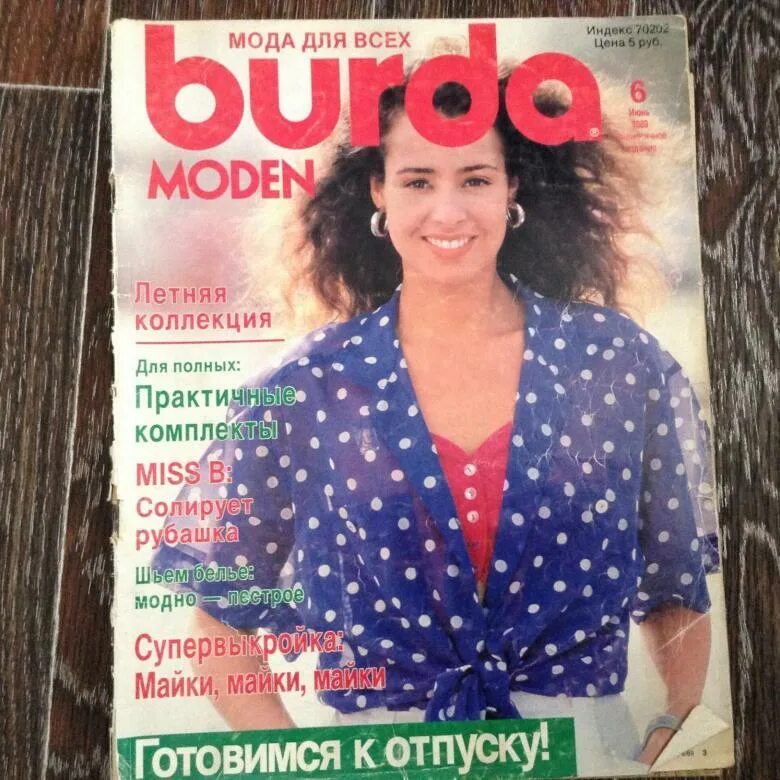 МОДА ДЛЯ ВСЕХ
Индекс 70202
Цена 5 руб.
burda
®
MODEN
6
Июнь
1989
Летняя
коллекция
Для полных:
Практичные
комплекты
MISS B:
Солирует
рубашка
Шьем белье:
модно — пестрое
Супервыкройка:
Майки, майки, майки
Готовимся к отпуску!